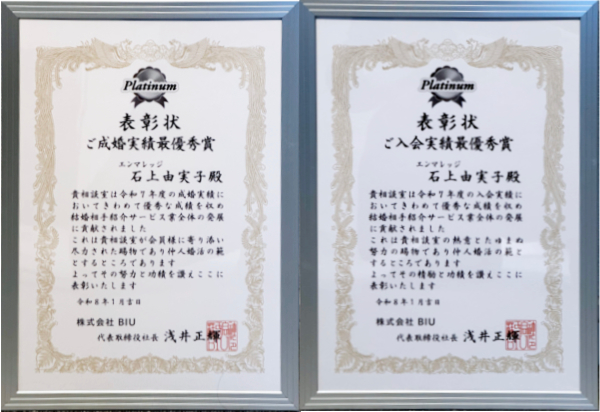 Platinum
表彰状
ご成婚実績最優秀賞
エンマレッジ
石上由実子殿
貴相談室は令和7年度の成婚実績に
おいてきわめて優秀な成績を収め
結婚相手紹介サービス業全体の発展
に貢献されました
これは貴相談室が会員様に寄り添い
尽力された賜物であり仲人婚活の範
とするところであります
よってその努力と功績を讃えここに
表彰いたします
令和8年1月吉日
株式会社 BIU
代表取締役社長 浅井正輝
Platinum
表彰状
ご入会実績最優秀賞
エンマレッジ
石上由実子殿
貴相談室は令和7年度の入会実績に
おいてきわめて優秀な成績を収め
結婚相手紹介サービス業全体の発展
に貢献されました
これは貴相談室の熱意とたゆまぬ
努力の賜物であり仲人婚活の範と
するところであります
よってその精励と功績を讃えここに
表彰いたします
令和8年1月吉日
株式会社 BIU
代表取締役社長 浅井正輝